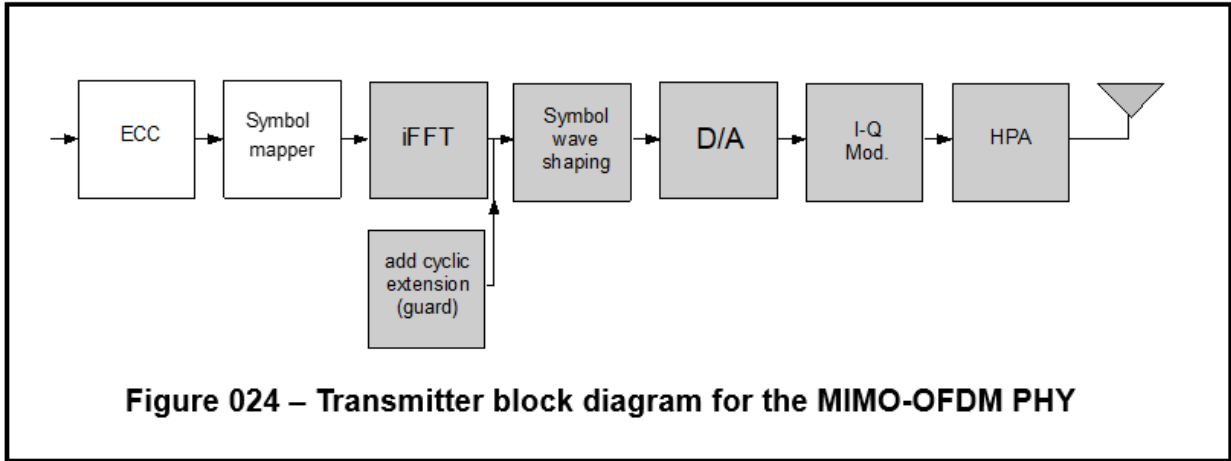 ECC
Symbol
mapper
iFFT
Symbol
wave
shaping
D/A
I-Q
Mod.
HPA
add cyclic
extension
(guard)
Figure 024 – Transmitter block diagram for the MIMO-OFDM PHY